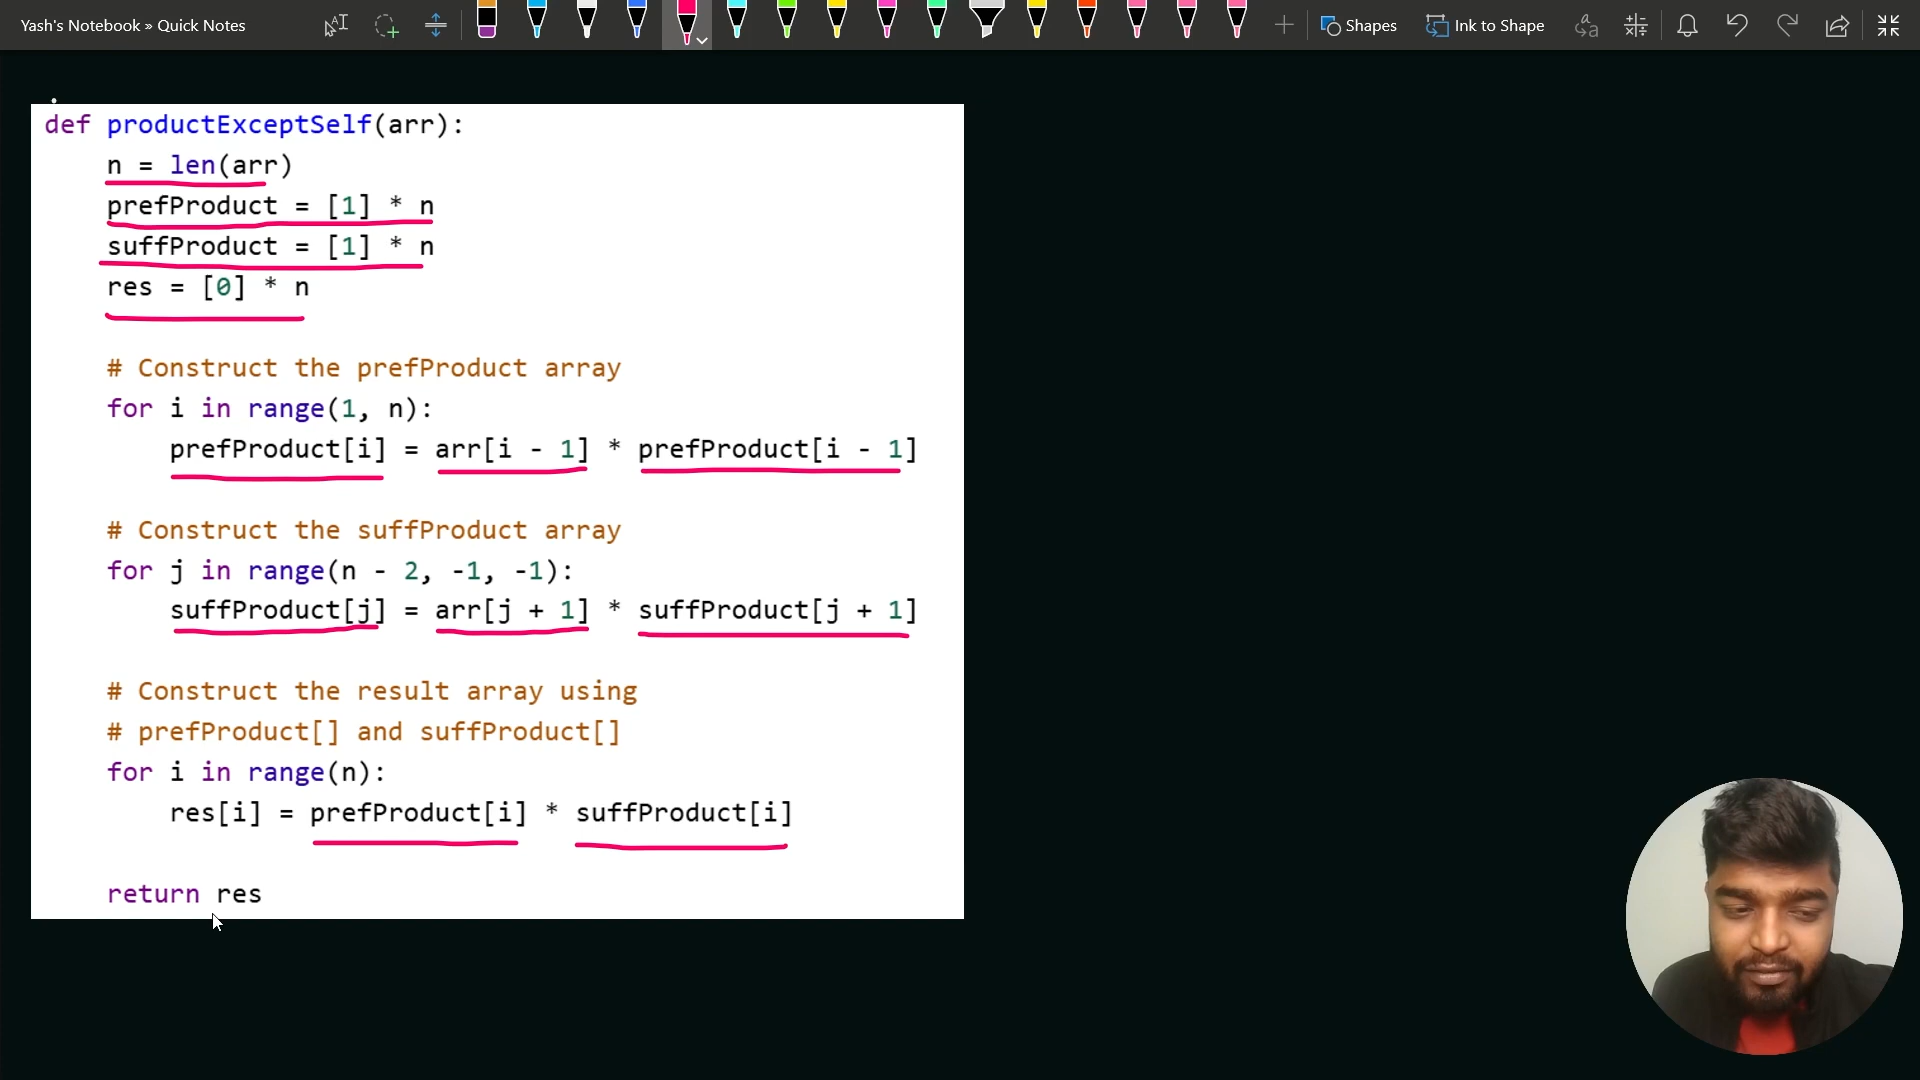 Yash's Notebook » Quick Notes
Shapes
Ink to Shape
def productExceptSelf(arr):
    n = len(arr)
    prefProduct = [1] * n
    suffProduct = [1] * n
    res = [0] * n
    # Construct the prefProduct array
    for i in range(1, n):
        prefProduct[i] = arr[i - 1] * prefProduct[i - 1]
    # Construct the suffProduct array
    for j in range(n - 2, -1, -1):
        suffProduct[j] = arr[j + 1] * suffProduct[j + 1]
    # Construct the result array using
    # prefProduct[] and suffProduct[]
    for i in range(n):
        res[i] = prefProduct[i] * suffProduct[i]
    return res